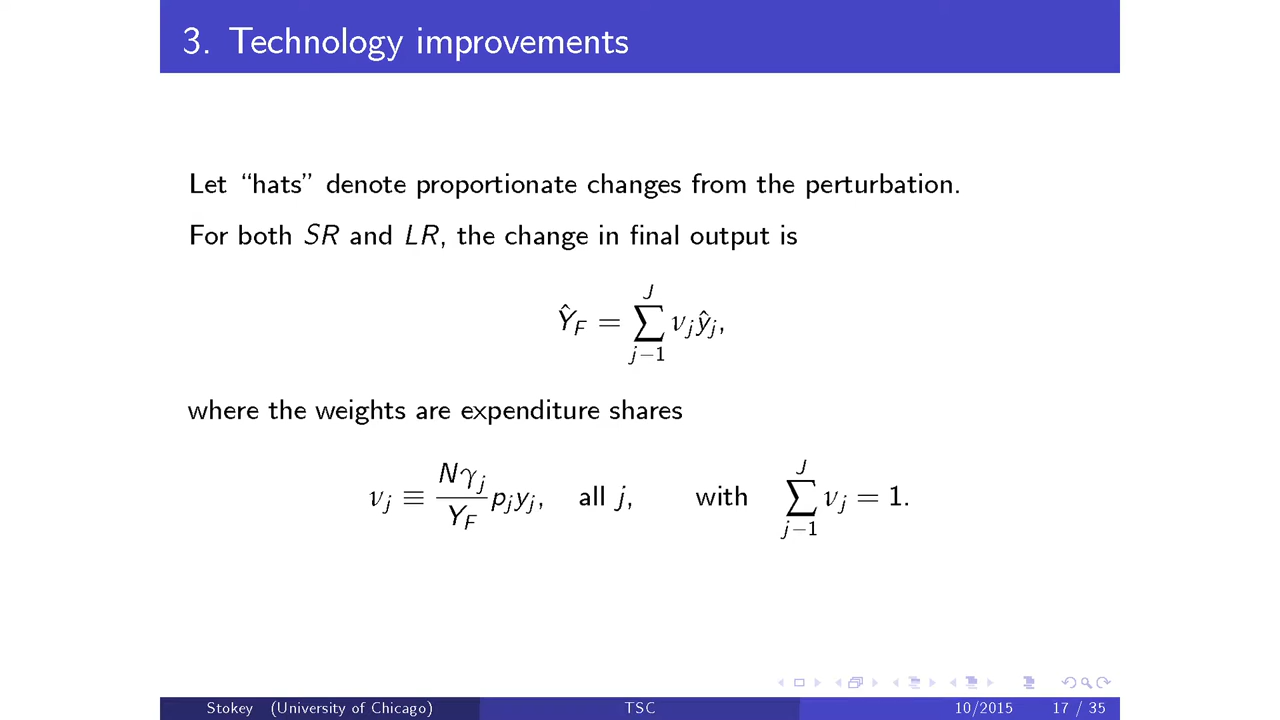 3. Technology improvements
Let “hats” denote proportionate changes from the perturbation.
For both SR and LR, the change in final output is
Ŷ_F = ∑_{j−1}^{J} ν_j ŷ_j,
where the weights are expenditure shares
ν_j ≡ (Nγ_j / Y_F) p_j y_j, all j, with ∑_{j−1}^{J} ν_j = 1.
Stokey (University of Chicago) TSC 10/2015 17 / 35